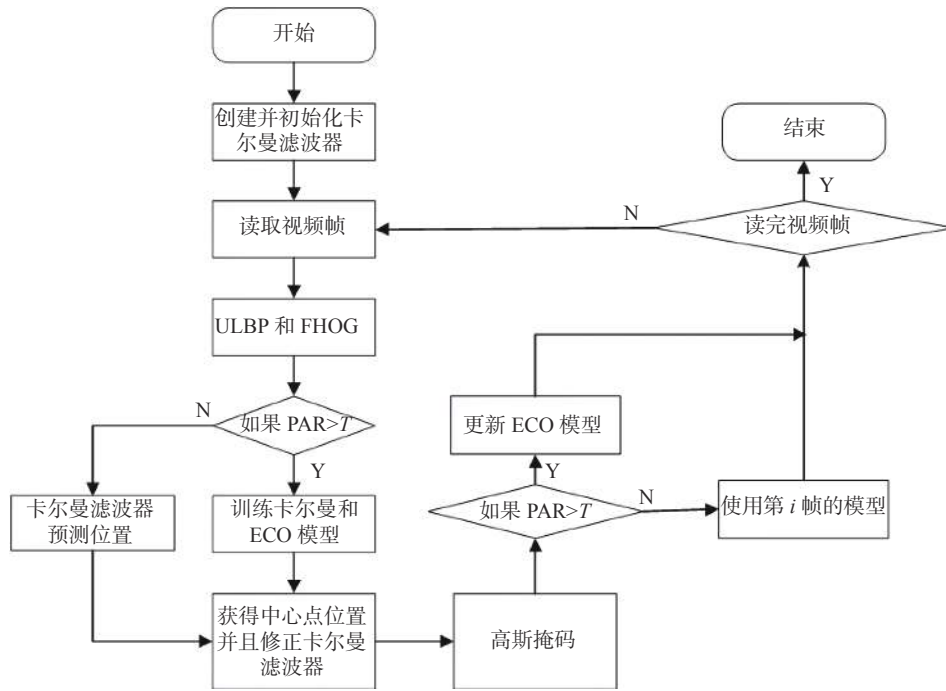 开始
创建并初始化卡
尔曼滤波器
读取视频帧
ULBP 和 FHOG
如果 PAR>T
N
Y
卡尔曼滤波器
预测位置
训练卡尔曼和
ECO 模型
获得中心点位置
并且修正卡尔曼
滤波器
高斯掩码
如果 PAR>T
Y
N
更新 ECO 模型
使用第 i 帧的模型
读完视频帧
N
Y
结束